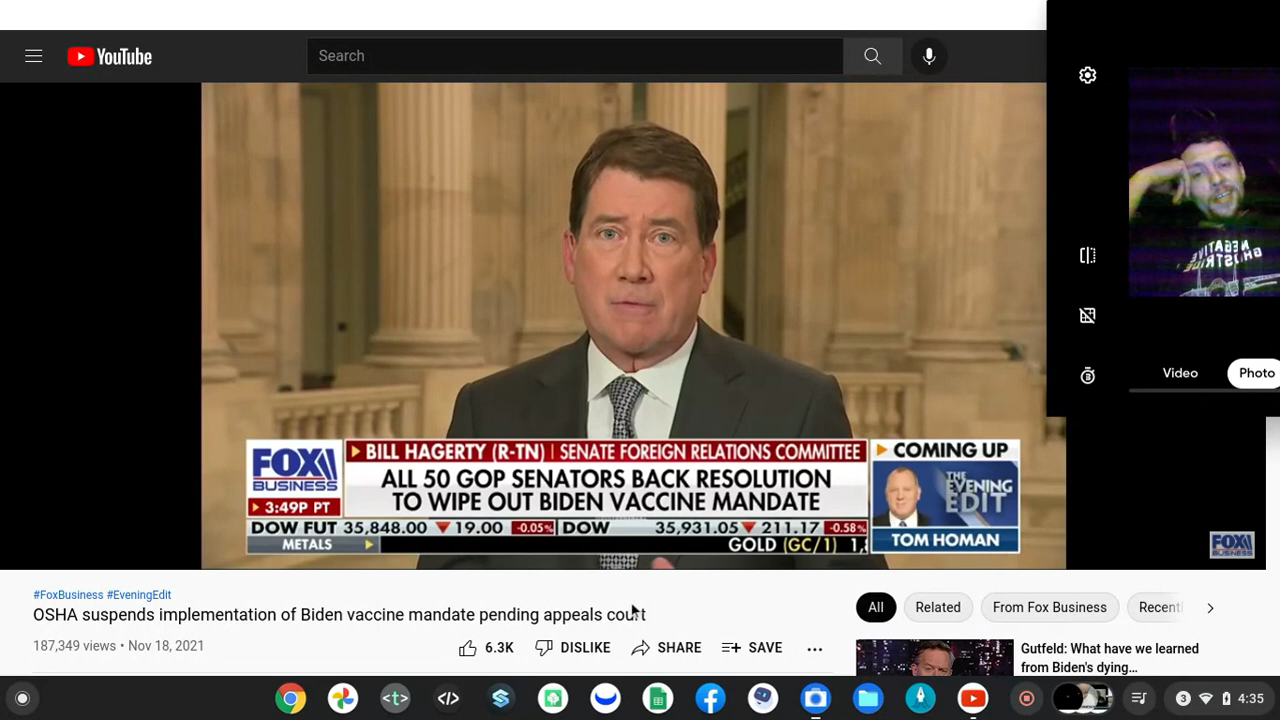 YouTube
Search
NEGATIVE
Video
Photo
BILL HAGERTY (R-TN) | SENATE FOREIGN RELATIONS COMMITTEE
ALL 50 GOP SENATORS BACK RESOLUTION
TO WIPE OUT BIDEN VACCINE MANDATE
FOX
BUSINESS
3:49P PT
COMING UP
THE
EVENING
EDIT
TOM HOMAN
DOW FUT 35,848.00 ▼ 19.00 -0.05% DOW 35,931.05 ▼ 211.17 -0.58%
METALS
GOLD (GC/1) 1,8
FOX
BUSINESS
#FoxBusiness #EveningEdit
OSHA suspends implementation of Biden vaccine mandate pending appeals court
187,349 views • Nov 18, 2021
6.3K
DISLIKE
SHARE
SAVE
All
Related
From Fox Business
Recent
Gutfeld: What have we learned
from Biden's dying…
<t>
</>
3
4:35